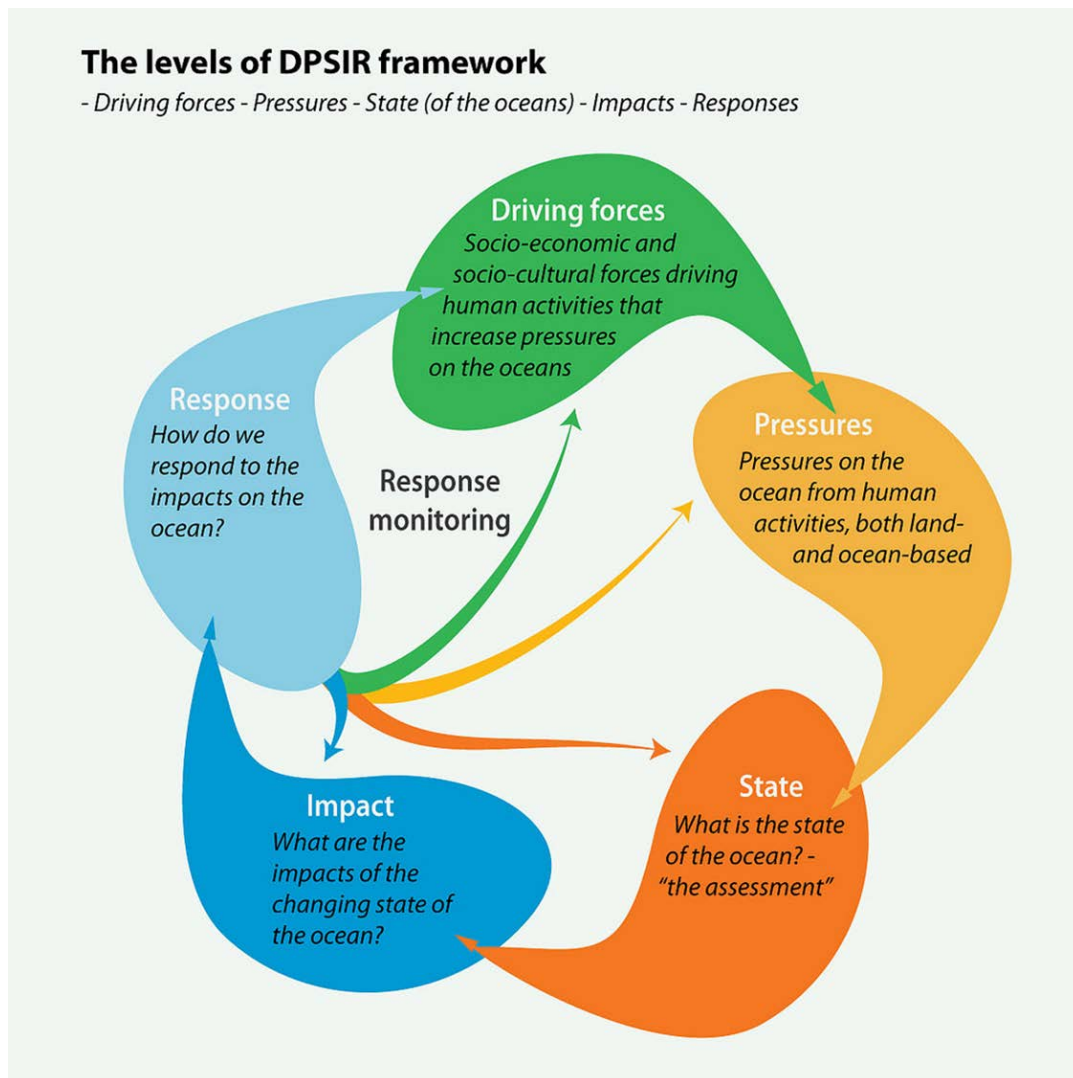 The levels of DPSIR framework
- Driving forces - Pressures - State (of the oceans) - Impacts - Responses
Driving forces
Socio-economic and
socio-cultural forces driving
human activities that
increase pressures
on the oceans
Response
How do we
respond to the
impacts on the
ocean?
Response
monitoring
Pressures
Pressures on the
ocean from human
activities, both land-
and ocean-based
State
What is the state
of the ocean? -
“the assessment”
Impact
What are the
impacts of the
changing state of
the ocean?